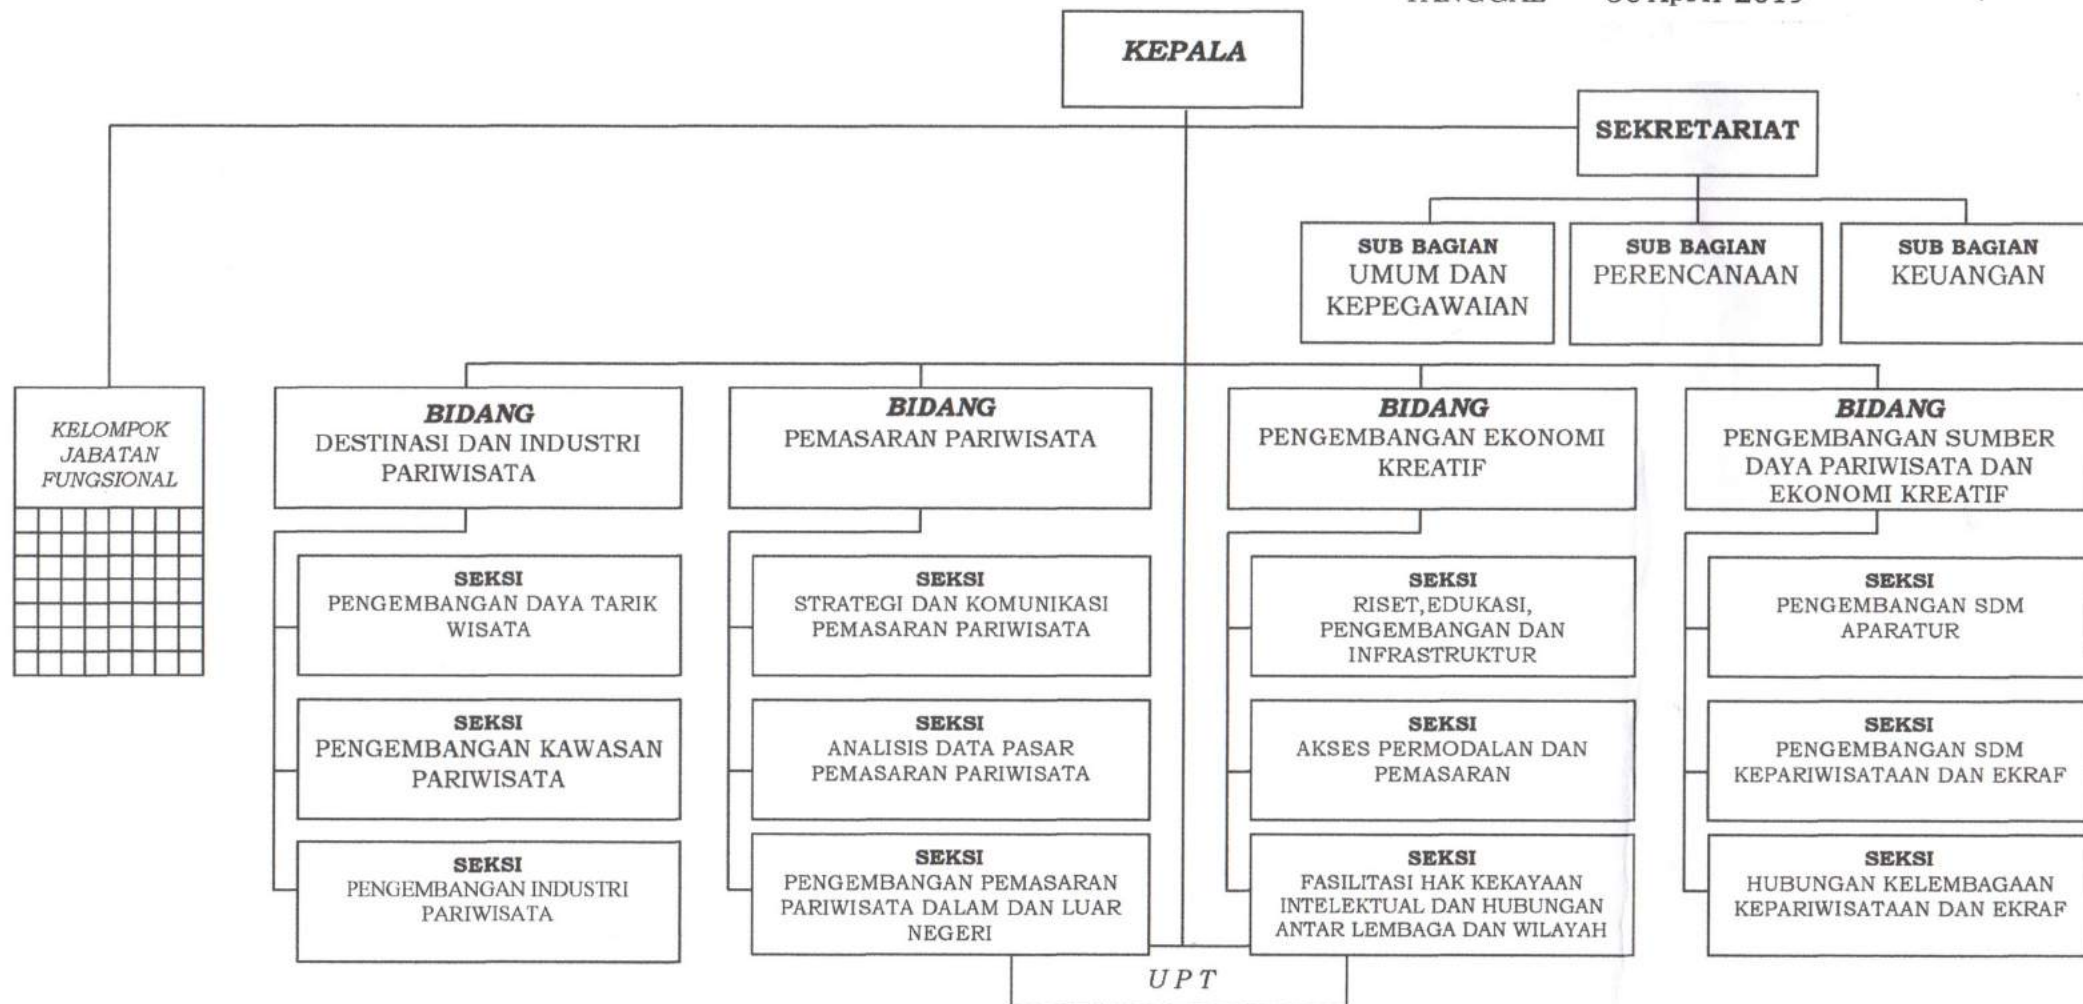 TANGGAL 30 April 2019
KEPALA
SEKRETARIAT
SUB BAGIAN
UMUM DAN
KEPEGAWAIAN
SUB BAGIAN
PERENCANAAN
SUB BAGIAN
KEUANGAN
KELOMPOK
JABATAN
FUNGSIONAL
BIDANG
DESTINASI DAN INDUSTRI
PARIWISATA
SEKSI
PENGEMBANGAN DAYA TARIK
WISATA
SEKSI
PENGEMBANGAN KAWASAN
PARIWISATA
SEKSI
PENGEMBANGAN INDUSTRI
PARIWISATA
BIDANG
PEMASARAN PARIWISATA
SEKSI
STRATEGI DAN KOMUNIKASI
PEMASARAN PARIWISATA
SEKSI
ANALISIS DATA PASAR
PEMASARAN PARIWISATA
SEKSI
PENGEMBANGAN PEMASARAN
PARIWISATA DALAM DAN LUAR
NEGERI
BIDANG
PENGEMBANGAN EKONOMI
KREATIF
SEKSI
RISET,EDUKASI,
PENGEMBANGAN DAN
INFRASTRUKTUR
SEKSI
AKSES PERMODALAN DAN
PEMASARAN
SEKSI
FASILITASI HAK KEKAYAAN
INTELEKTUAL DAN HUBUNGAN
ANTAR LEMBAGA DAN WILAYAH
BIDANG
PENGEMBANGAN SUMBER
DAYA PARIWISATA DAN
EKONOMI KREATIF
SEKSI
PENGEMBANGAN SDM
APARATUR
SEKSI
PENGEMBANGAN SDM
KEPARIWISATAAN DAN EKRAF
SEKSI
HUBUNGAN KELEMBAGAAN
KEPARIWISATAAN DAN EKRAF
U P T